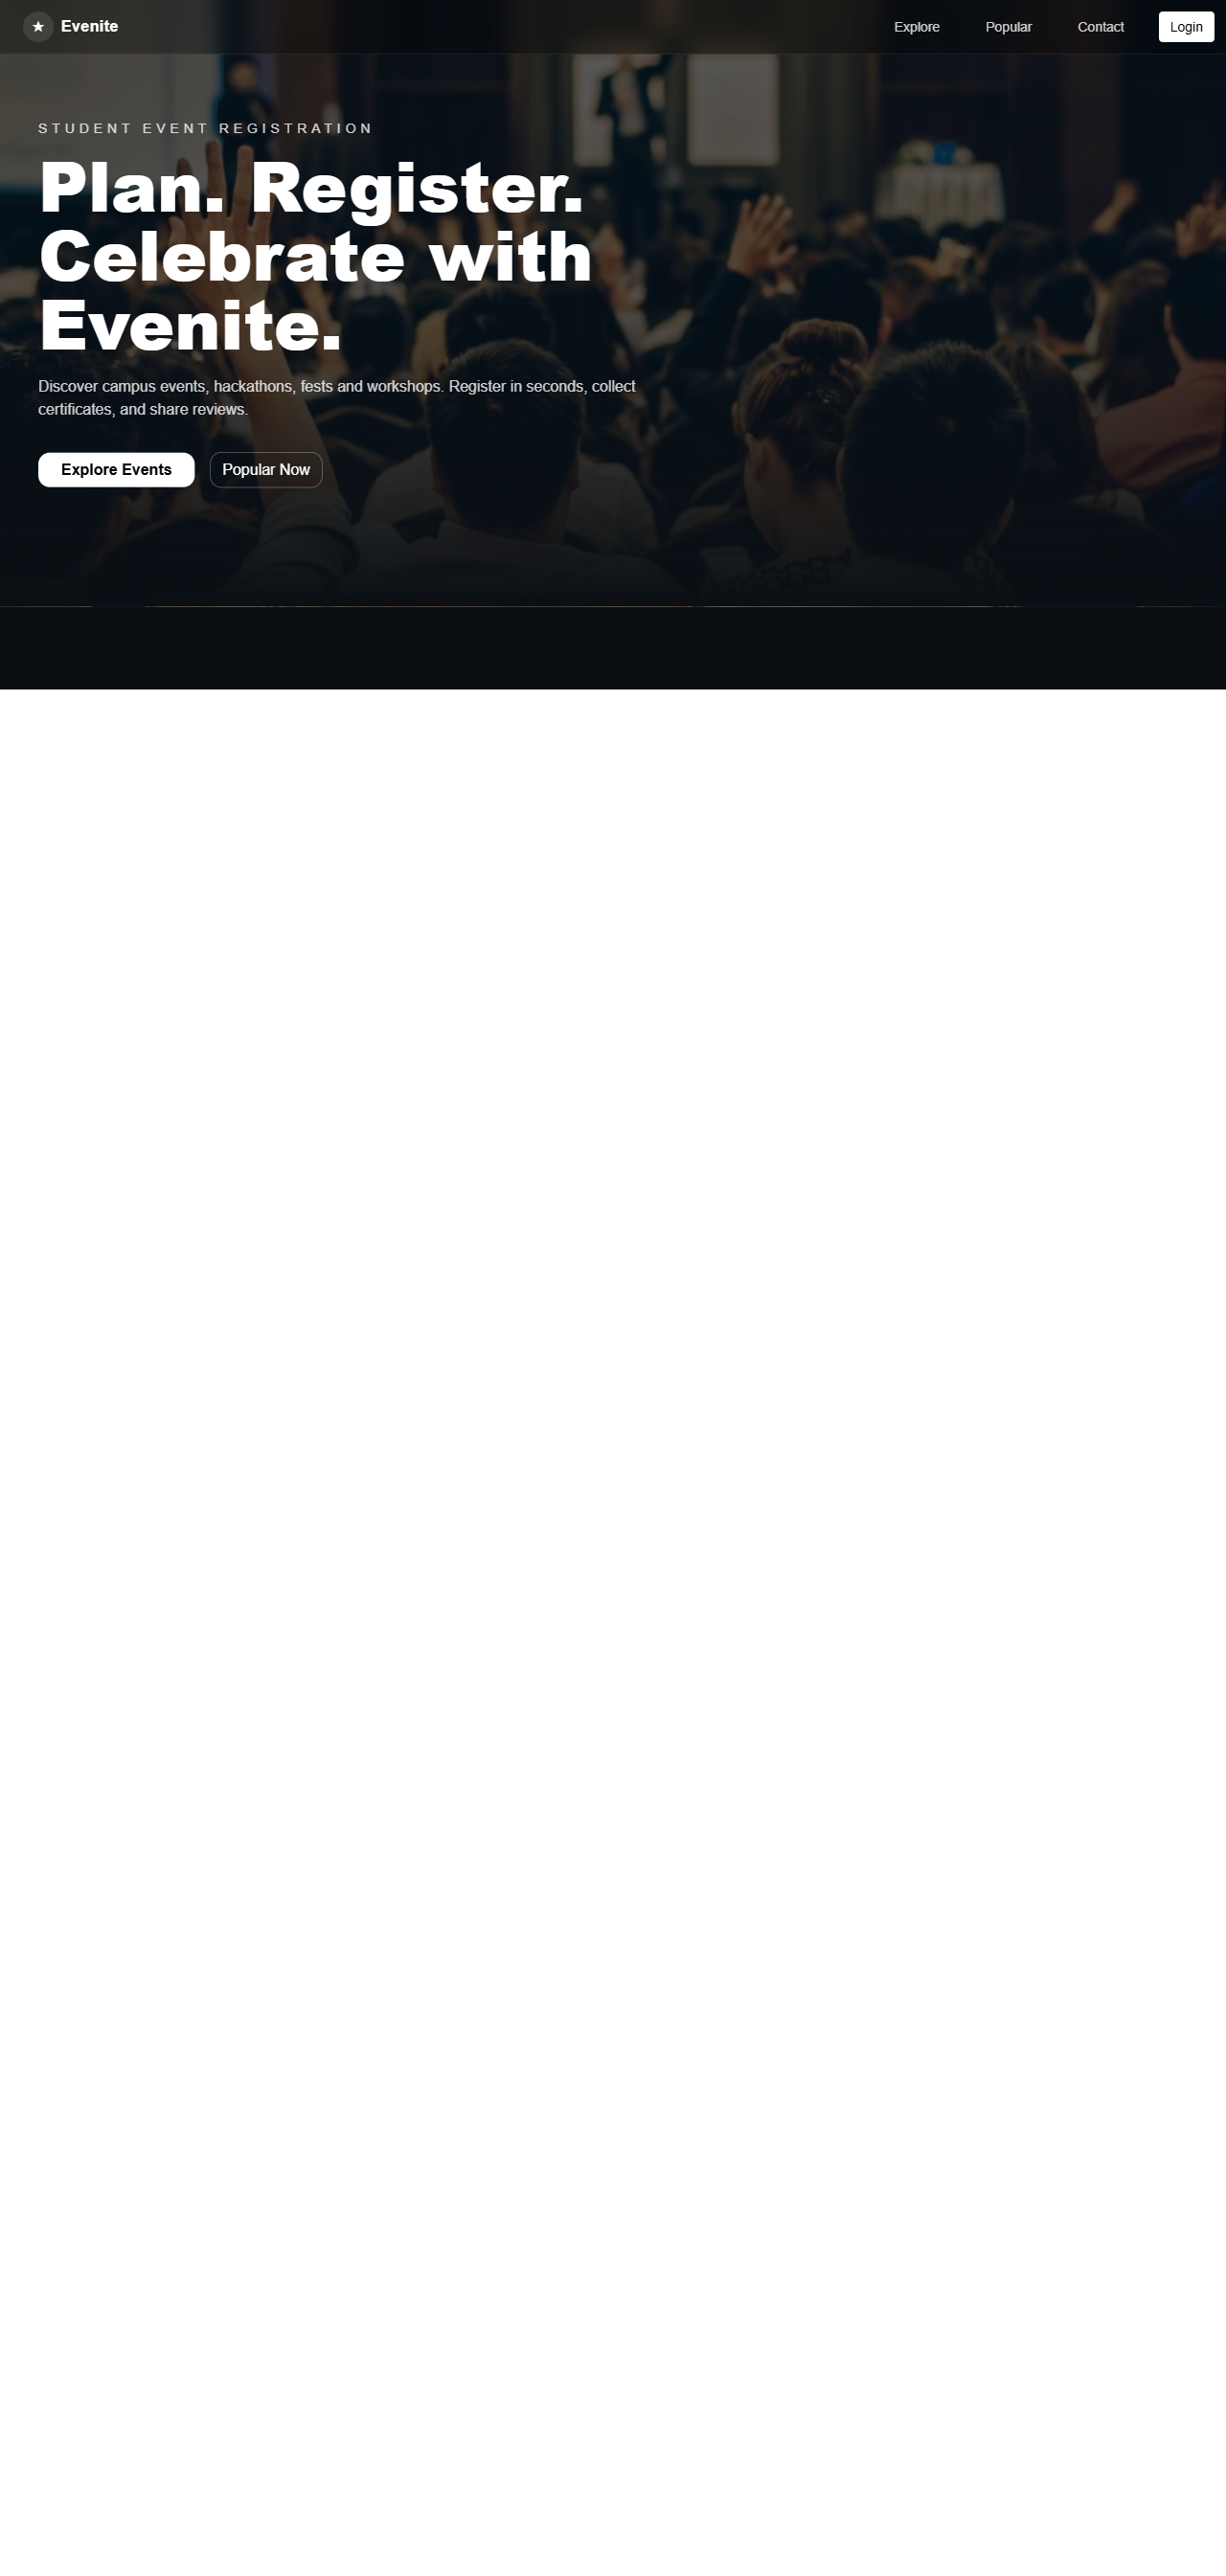 Evenite
Explore
Popular
Contact
Login
STUDENT EVENT REGISTRATION
Plan. Register.
Celebrate with
Evenite.
Discover campus events, hackathons, fests and workshops. Register in seconds, collect
certificates, and share reviews.
Explore Events
Popular Now